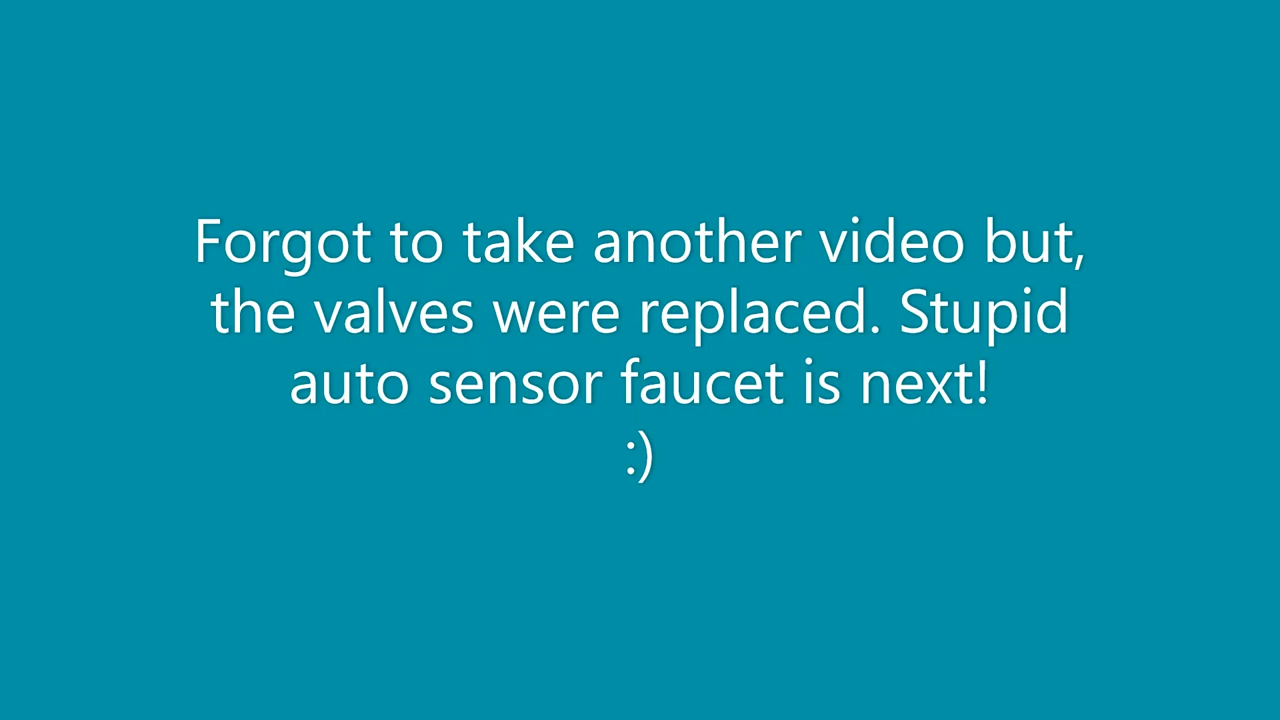 Forgot to take another video but,
the valves were replaced. Stupid
auto sensor faucet is next!
:)